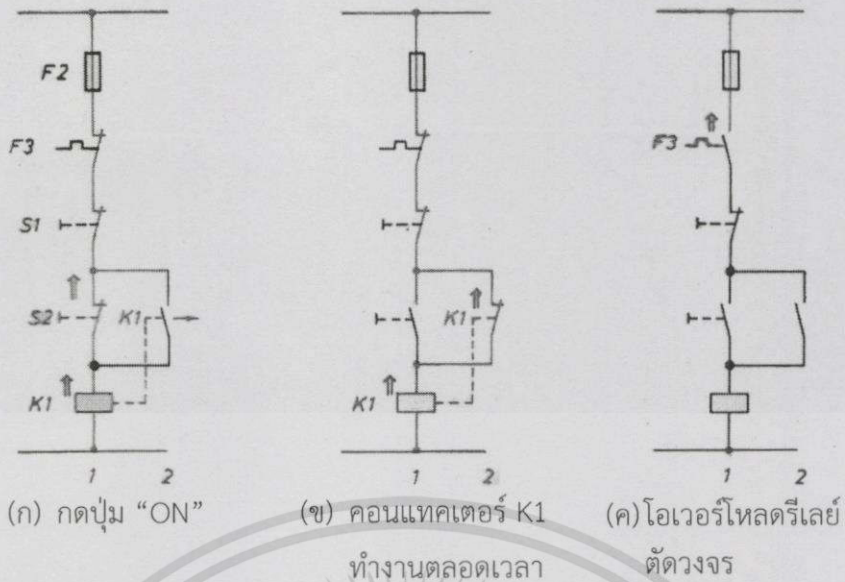 F2
F3
F3
S1
S2
K1
K1
K1
K1
1 2
1 2
1 2
(ก) กดปุ่ม “ON”
(ข) คอนแทคเตอร์ K1
ทำงานตลอดเวลา
(ค)โอเวอร์โหลดรีเลย์
ตัดวงจร